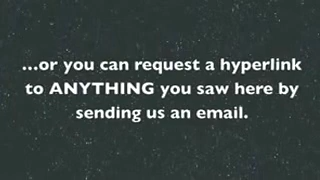 ...or you can request a hyperlink
to ANYTHING you saw here by
sending us an email.